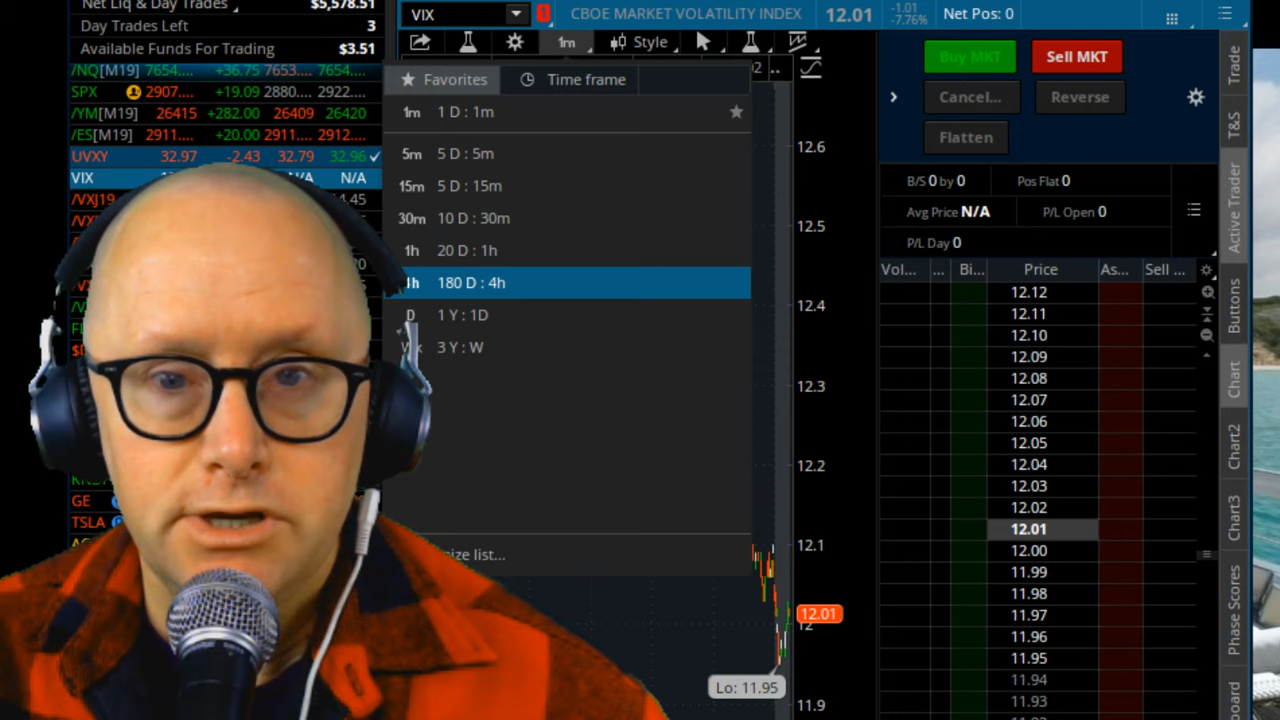 Net Liq & Day Trades $5,578.51
Day Trades Left 3
Available Funds For Trading $3.51
/NQ[M19] 7654.... +36.75 7653.... 7654....
SPX 2907.... +19.09 2880.... 2922....
/YM[M19] 26415 +282.00 26409 26420
/ES[M19] 2911.... +20.00 2911.... 2912....
UVXY 32.97 -2.43 32.79 32.96
VIX N/A N/A
/VXJ19
GE
TSLA
VIX CBOE MARKET VOLATILITY INDEX 12.01 -1.01 -7.76% Net Pos: 0
1m Style
Favorites Time frame
1m 1 D : 1m
5m 5 D : 5m
15m 5 D : 15m
30m 10 D : 30m
1h 20 D : 1h
180 D : 4h
D 1 Y : 1D
3 Y : W
ize list...
12.6
12.5
12.4
12.3
12.2
12.1
12.01
12
11.9
Lo: 11.95
Buy MKT Sell MKT
Cancel... Reverse
Flatten
B/S 0 by 0 Pos Flat 0
Avg Price N/A P/L Open 0
P/L Day 0
Vol... ... Bi... Price As... Sell ...
12.12
12.11
12.10
12.09
12.08
12.07
12.06
12.05
12.04
12.03
12.02
12.01
12.00
11.99
11.98
11.97
11.96
11.95
11.94
11.93
Trade
T&S
Active Trader
Buttons
Chart
Chart2
Chart3
Phase Scores